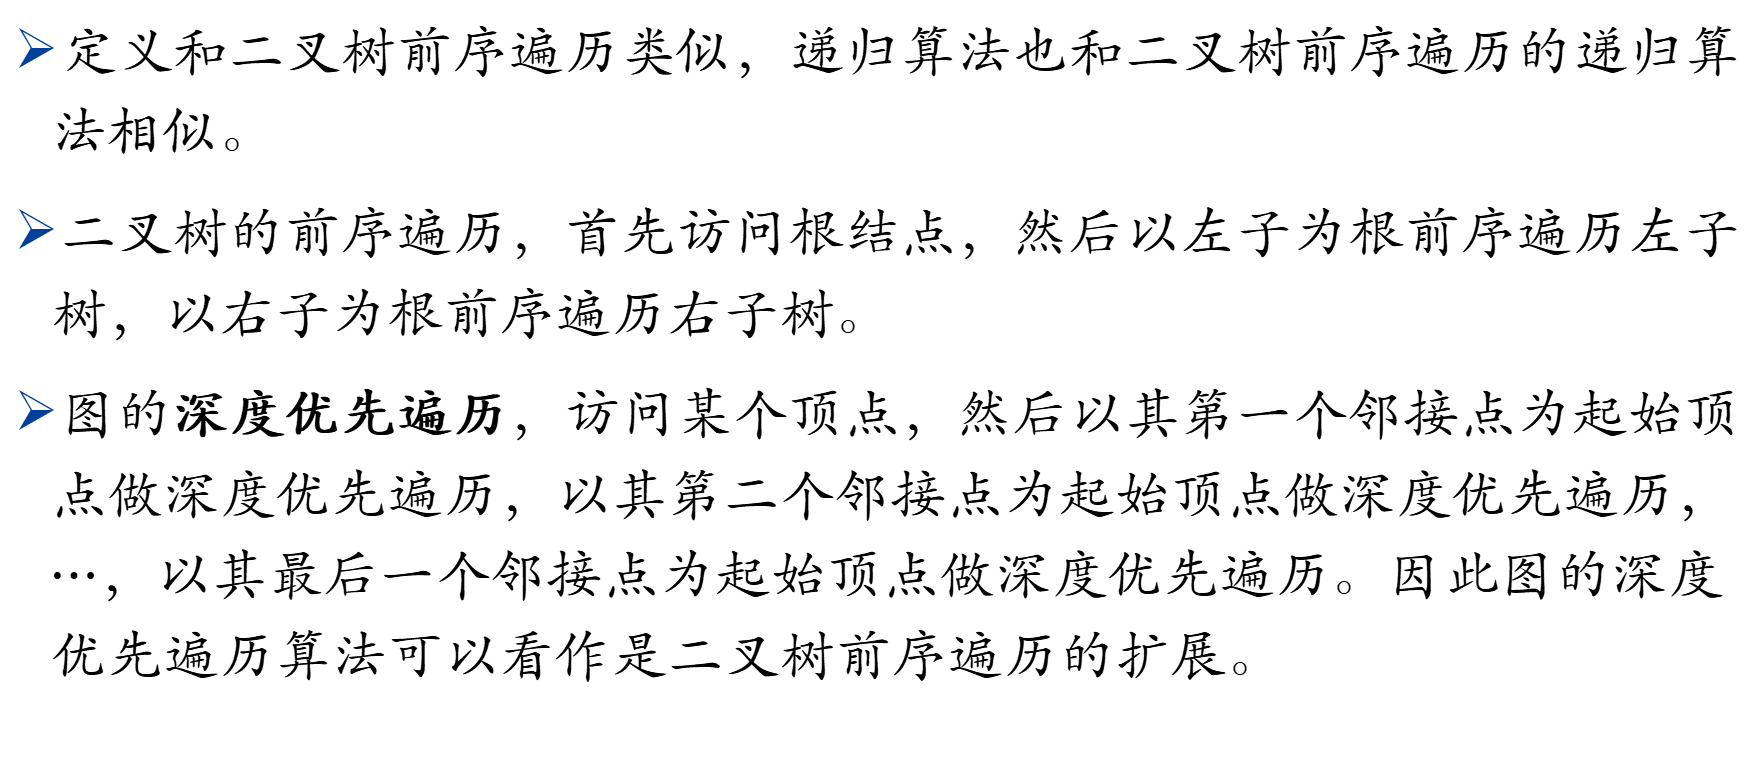 ➢定义和二叉树前序遍历类似，递归算法也和二叉树前序遍历的递归算
法相似。
➢二叉树的前序遍历，首先访问根结点，然后以左子为根前序遍历左子
树，以右子为根前序遍历右子树。
➢图的深度优先遍历，访问某个顶点，然后以其第一个邻接点为起始顶
点做深度优先遍历，以其第二个邻接点为起始顶点做深度优先遍历，
…，以其最后一个邻接点为起始顶点做深度优先遍历。因此图的深度
优先遍历算法可以看作是二叉树前序遍历的扩展。